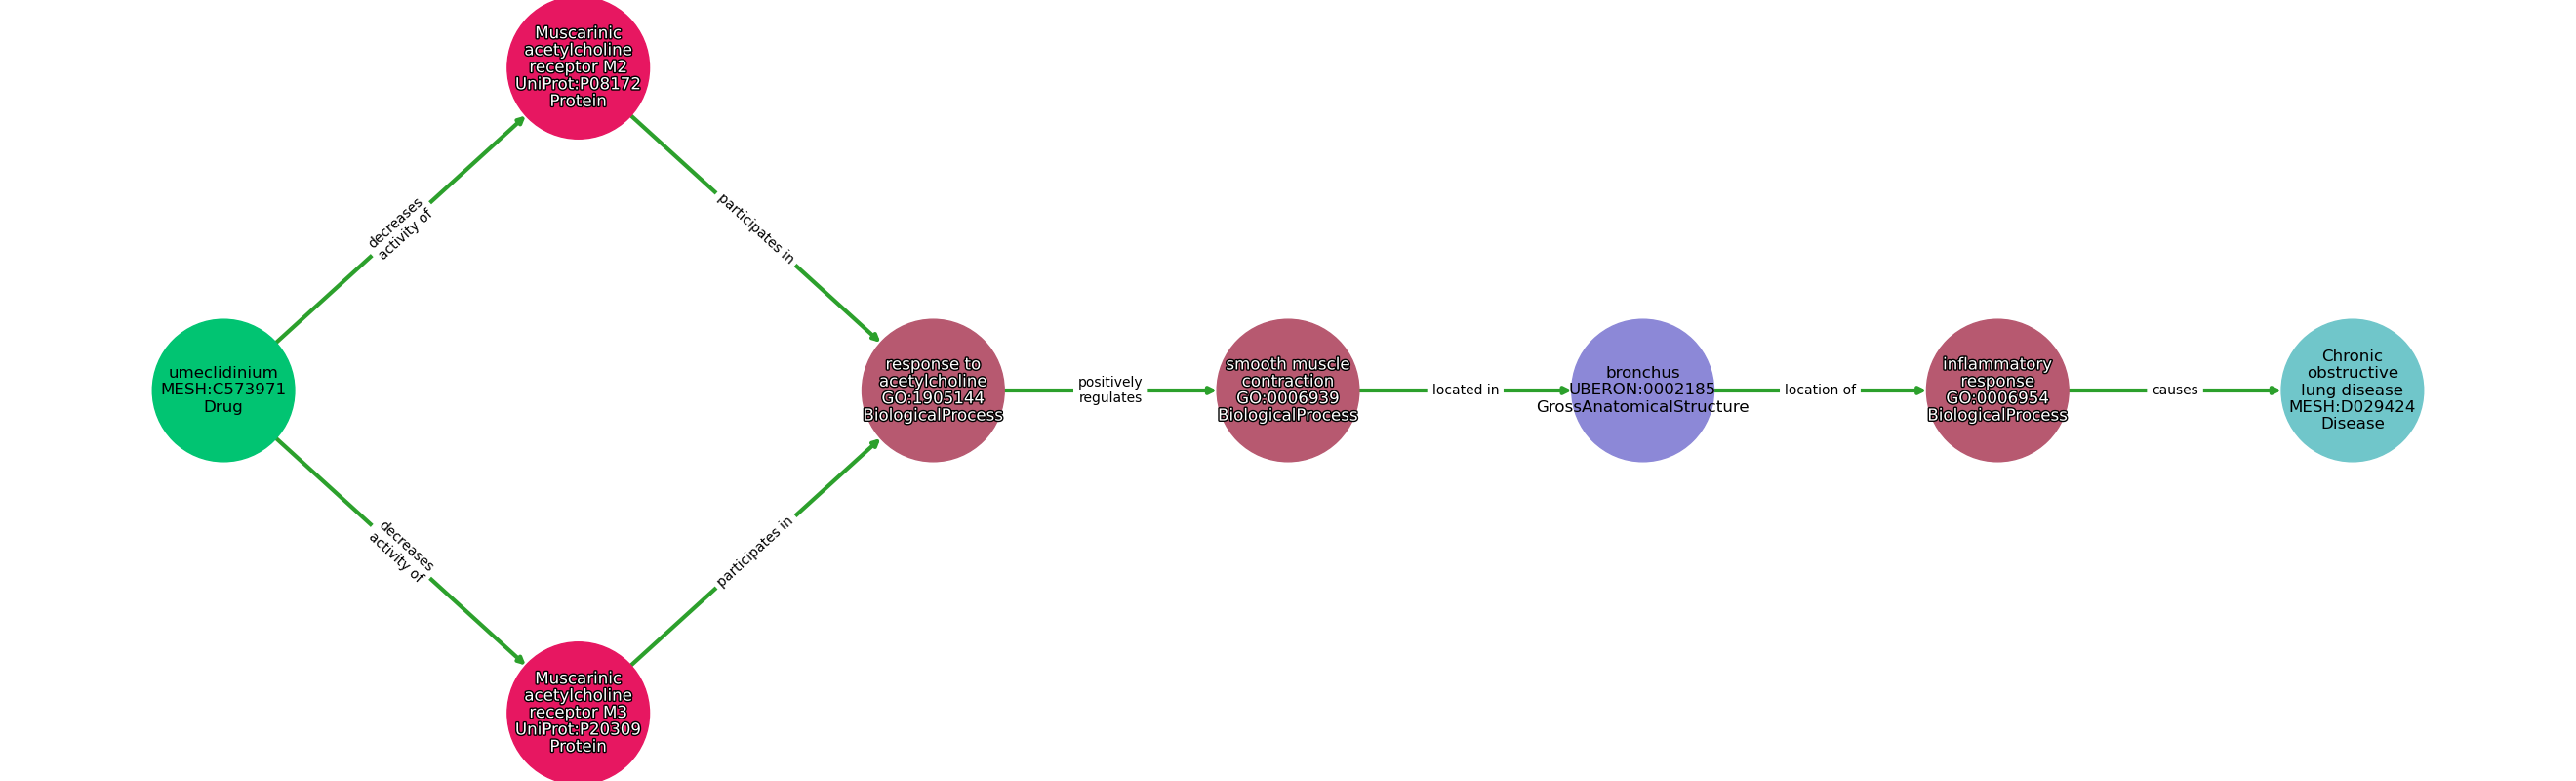 Muscarinic
acetylcholine
receptor M2
UniProt:P08172
Protein
decreases
activity of
participates in
umeclidinium
MESH:C573971
Drug
response to
acetylcholine
GO:1905144
BiologicalProcess
positively
regulates
smooth muscle
contraction
GO:0006939
BiologicalProcess
located in
bronchus
UBERON:0002185
GrossAnatomicalStructure
location of
inflammatory
response
GO:0006954
BiologicalProcess
causes
Chronic
obstructive
lung disease
MESH:D029424
Disease
decreases
activity of
participates in
Muscarinic
acetylcholine
receptor M3
UniProt:P20309
Protein